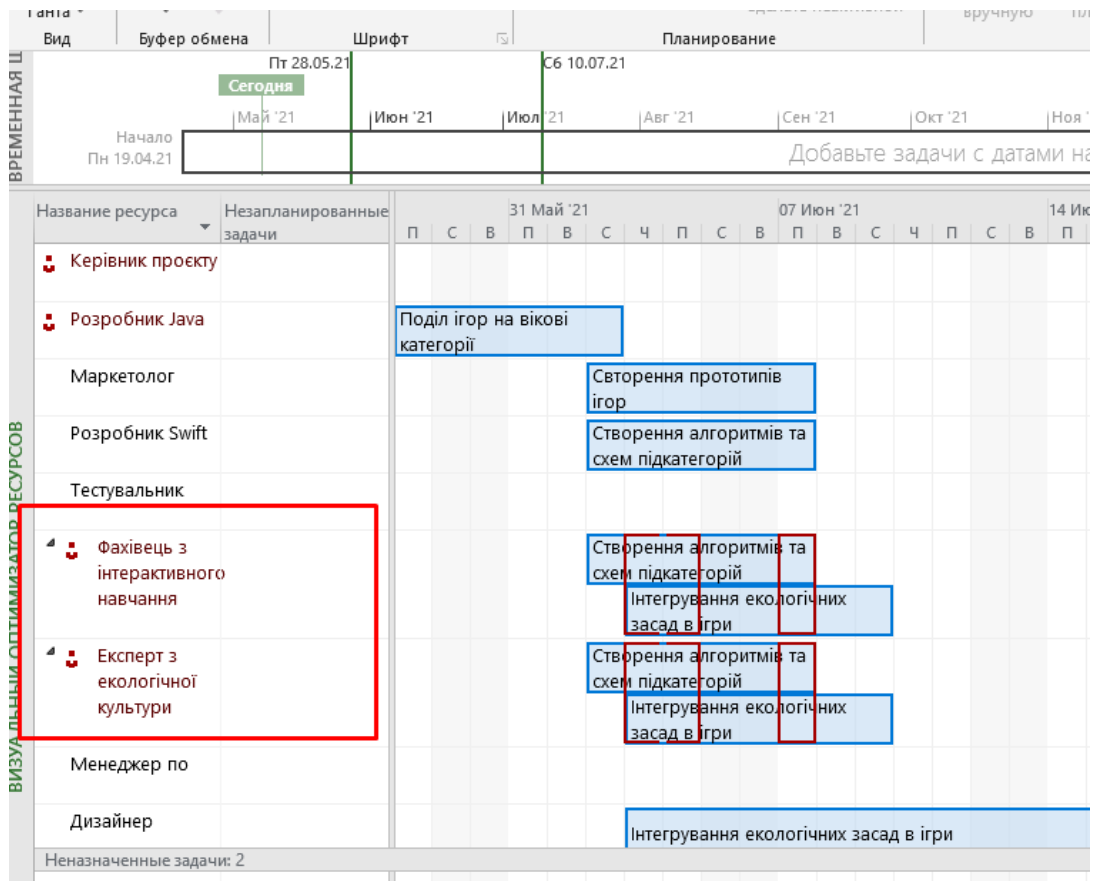 Ганта
вручную
Вид
Буфер обмена
Шрифт
Планирование
ВРЕМЕННАЯ Ш
Пт 28.05.21
Сб 10.07.21
Сегодня
Май '21
Июн '21
Июл '21
Авг '21
Сен '21
Окт '21
Ноя '
Начало
Пн 19.04.21
Добавьте задачи с датами на
ВИЗУАЛЬНЫЙ ОПТИМИЗАТОР РЕСУРСОВ
Название ресурса
Незапланированные
задачи
31 Май '21
07 Июн '21
14 Ию
П С В П В С Ч П С В П В С Ч П С В П
Керівник проєкту
Розробник Java
Поділ ігор на вікові
категорії
Маркетолог
Свторення прототипів
ігор
Розробник Swift
Створення алгоритмів та
схем підкатегорій
Тестувальник
Фахівець з
інтерактивного
навчання
Створення алгоритмів та
схем підкатегорій
Інтегрування екологічних
засад в ігри
Експерт з
екологічної
культури
Створення алгоритмів та
схем підкатегорій
Інтегрування екологічних
засад в ігри
Менеджер по
Дизайнер
Інтегрування екологічних засад в ігри
Неназначенные задачи: 2